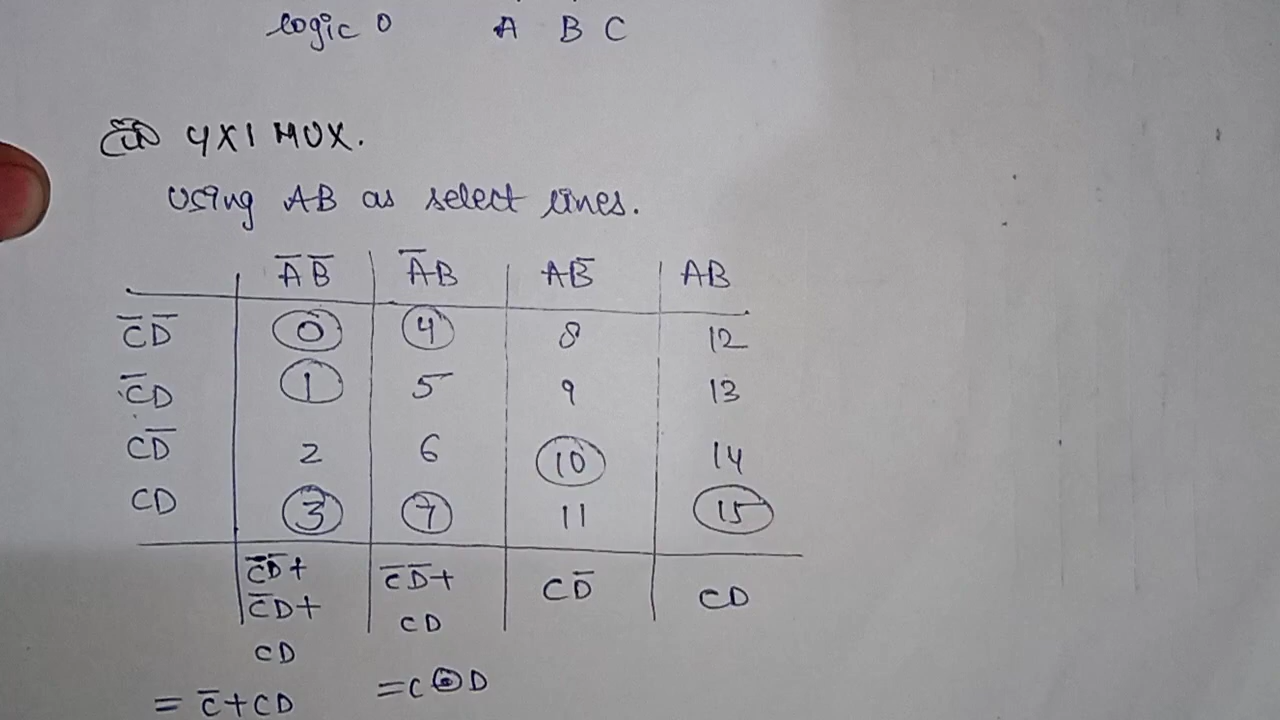 logic 0 A B C
4X1 MUX.
Using AB as select lines.
A̅ B̅ A̅B AB̅ AB
C̅D̅ 0 4 8 12
C̅D 1 5 9 13
CD̅ 2 6 10 14
CD 3 7 11 15
C̅D̅+ C̅D̅+ CD̅ CD
C̅D+ CD
CD
= C̅+CD =C⊙D